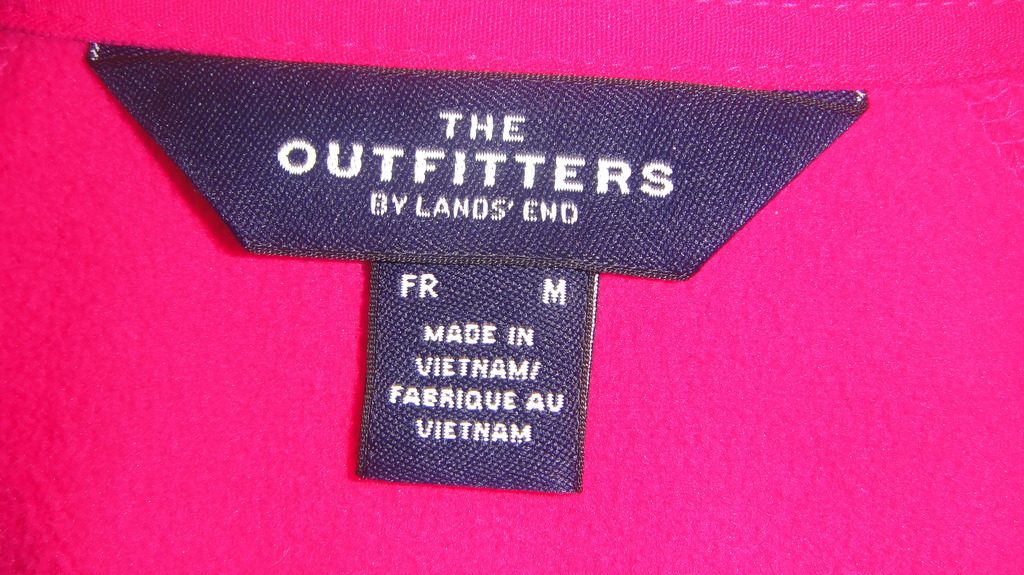 THE
OUTFITTERS
BY LANDS' END
FR M
MADE IN
VIETNAM/
FABRIQUE AU
VIETNAM